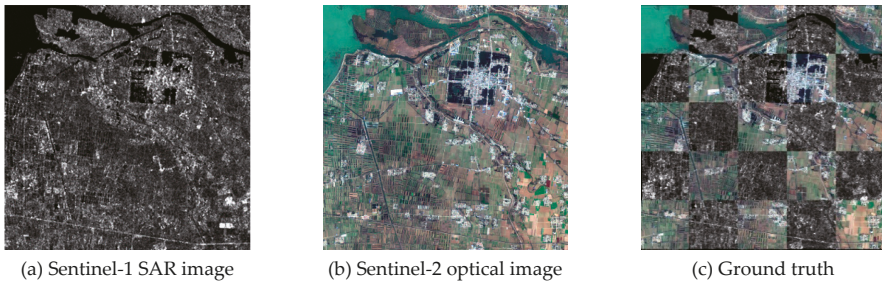 (a) Sentinel-1 SAR image
(b) Sentinel-2 optical image
(c) Ground truth